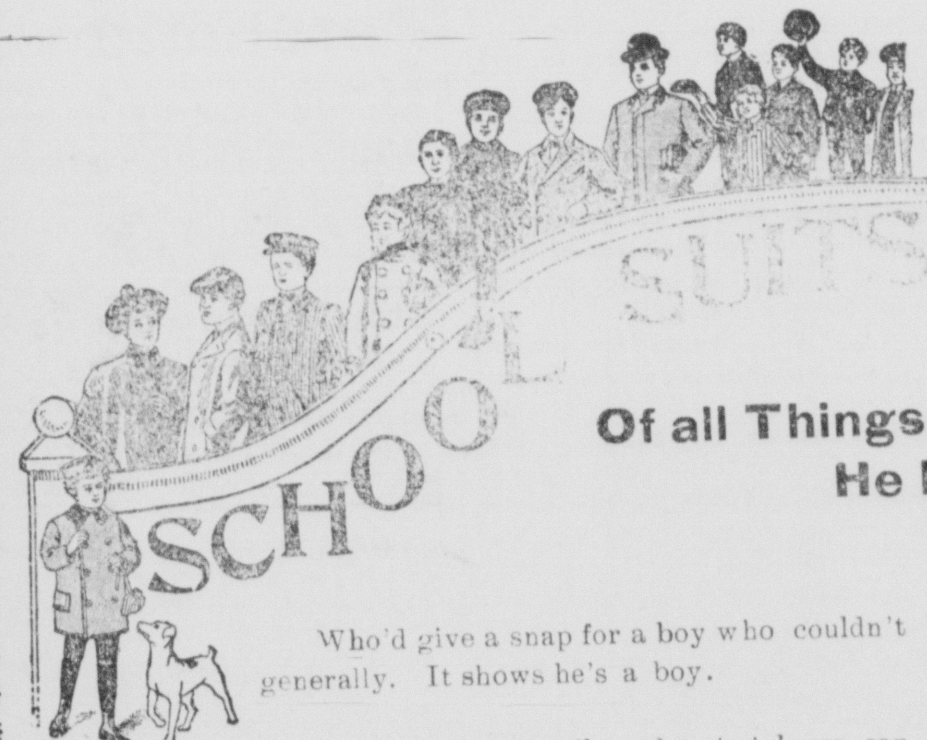 SCHOOL
SUITS
Of all Things
He
Who'd give a snap for a boy who couldn't
generally. It shows he's a boy.